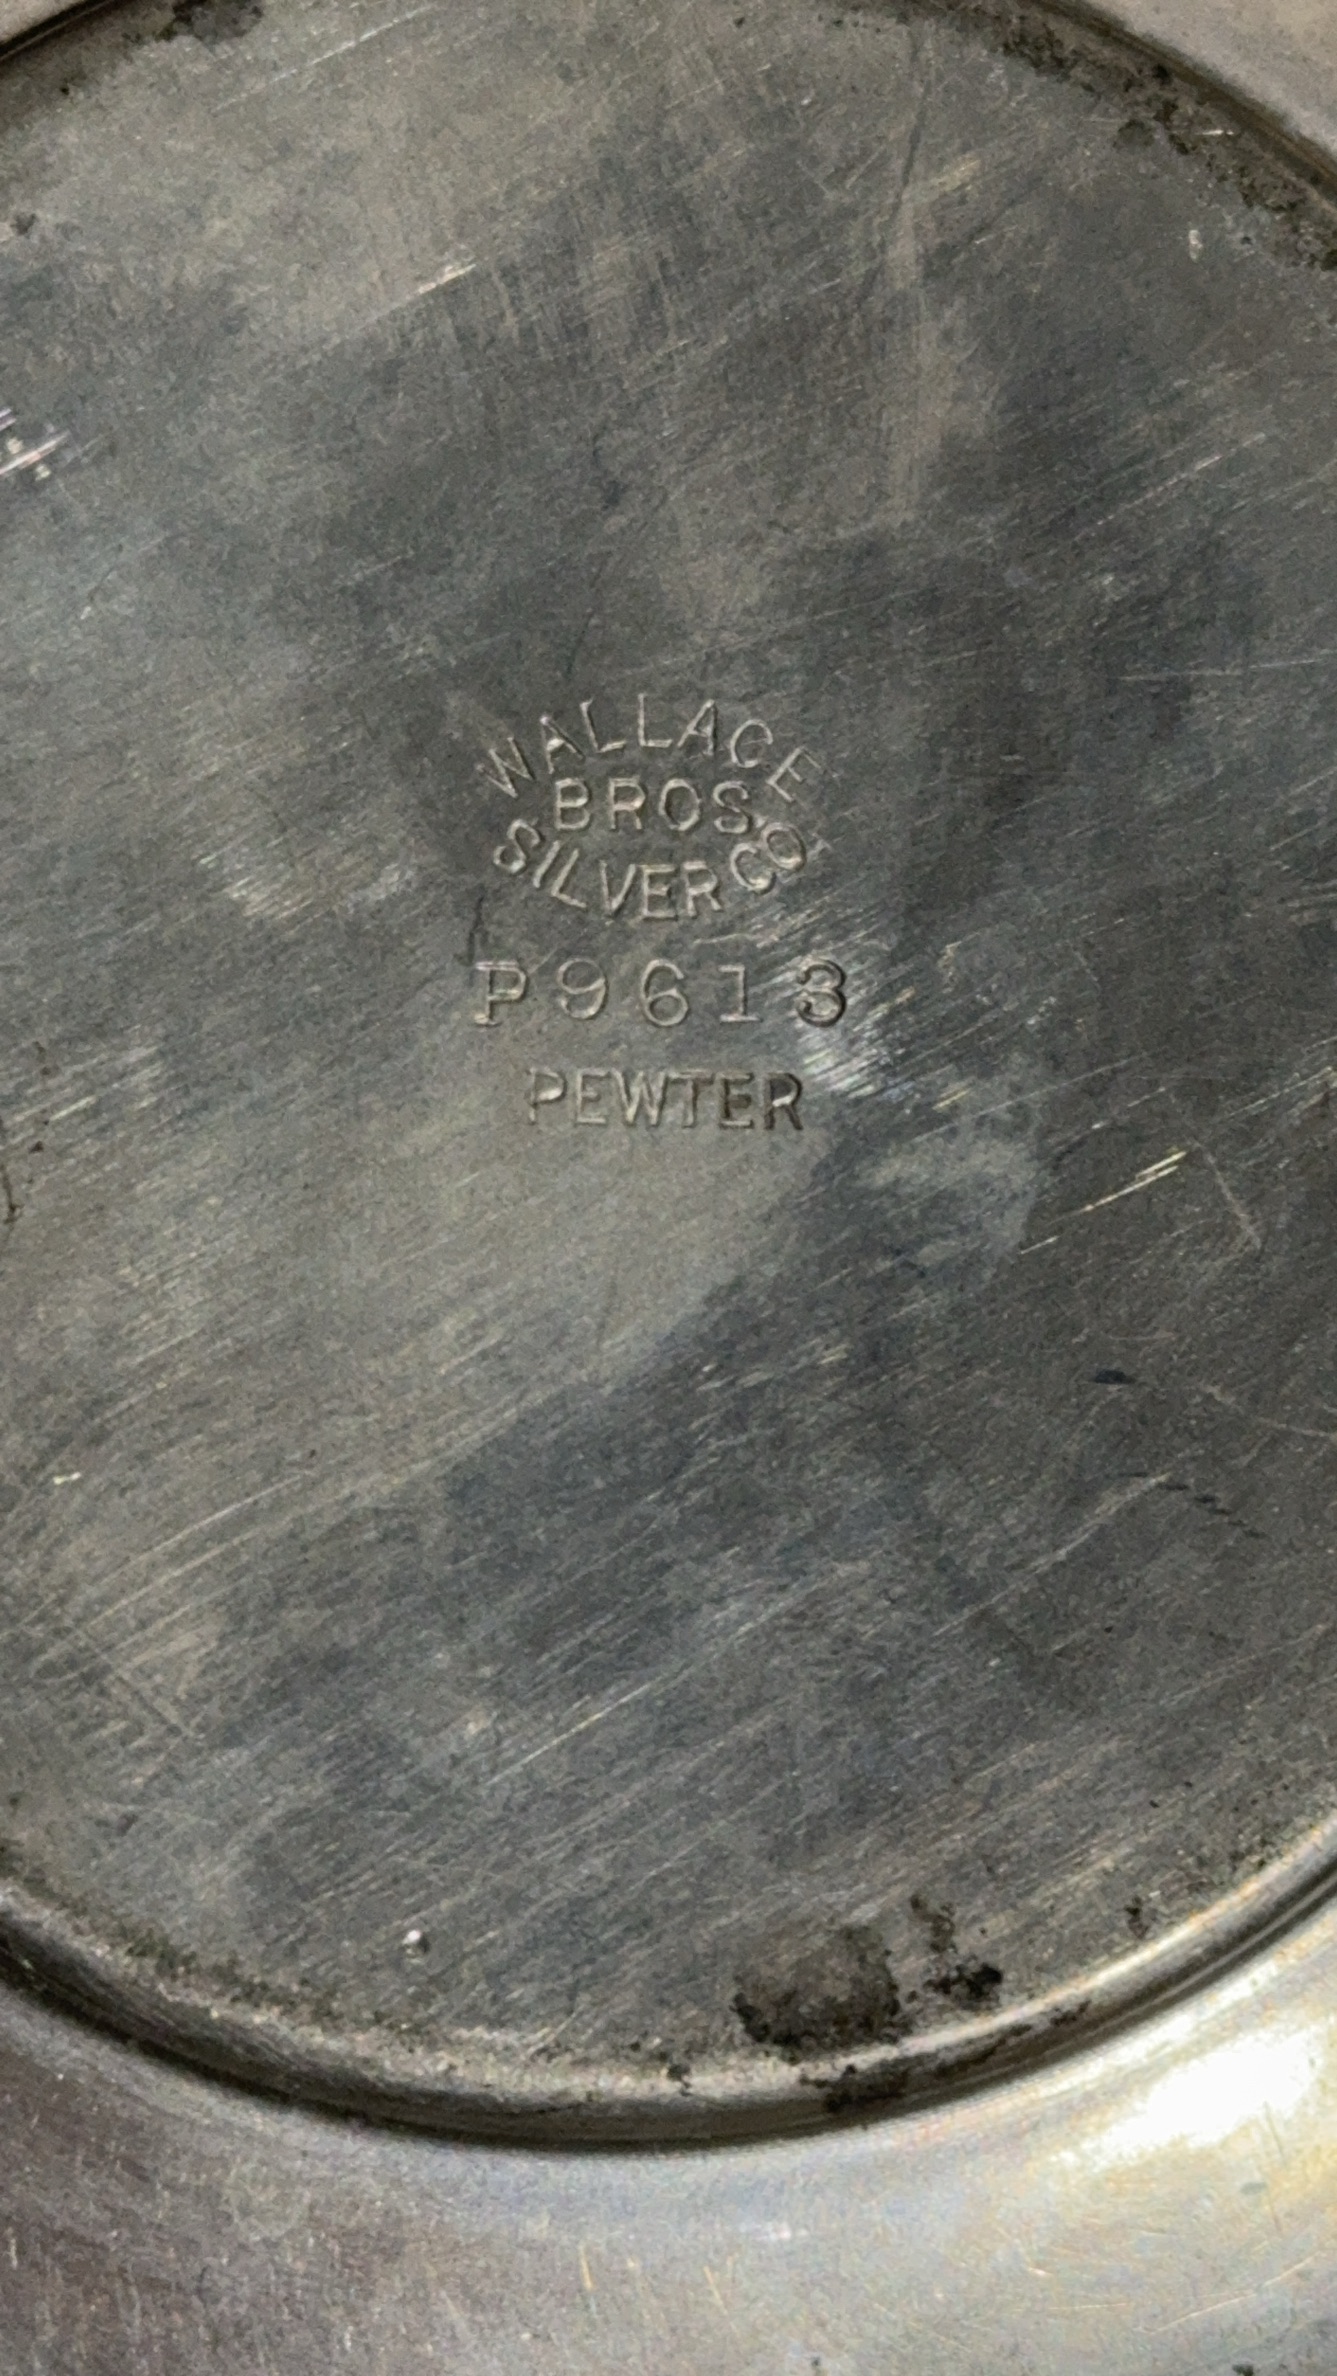 WALLACE
BROS.
SILVER CO.
P9613
PEWTER